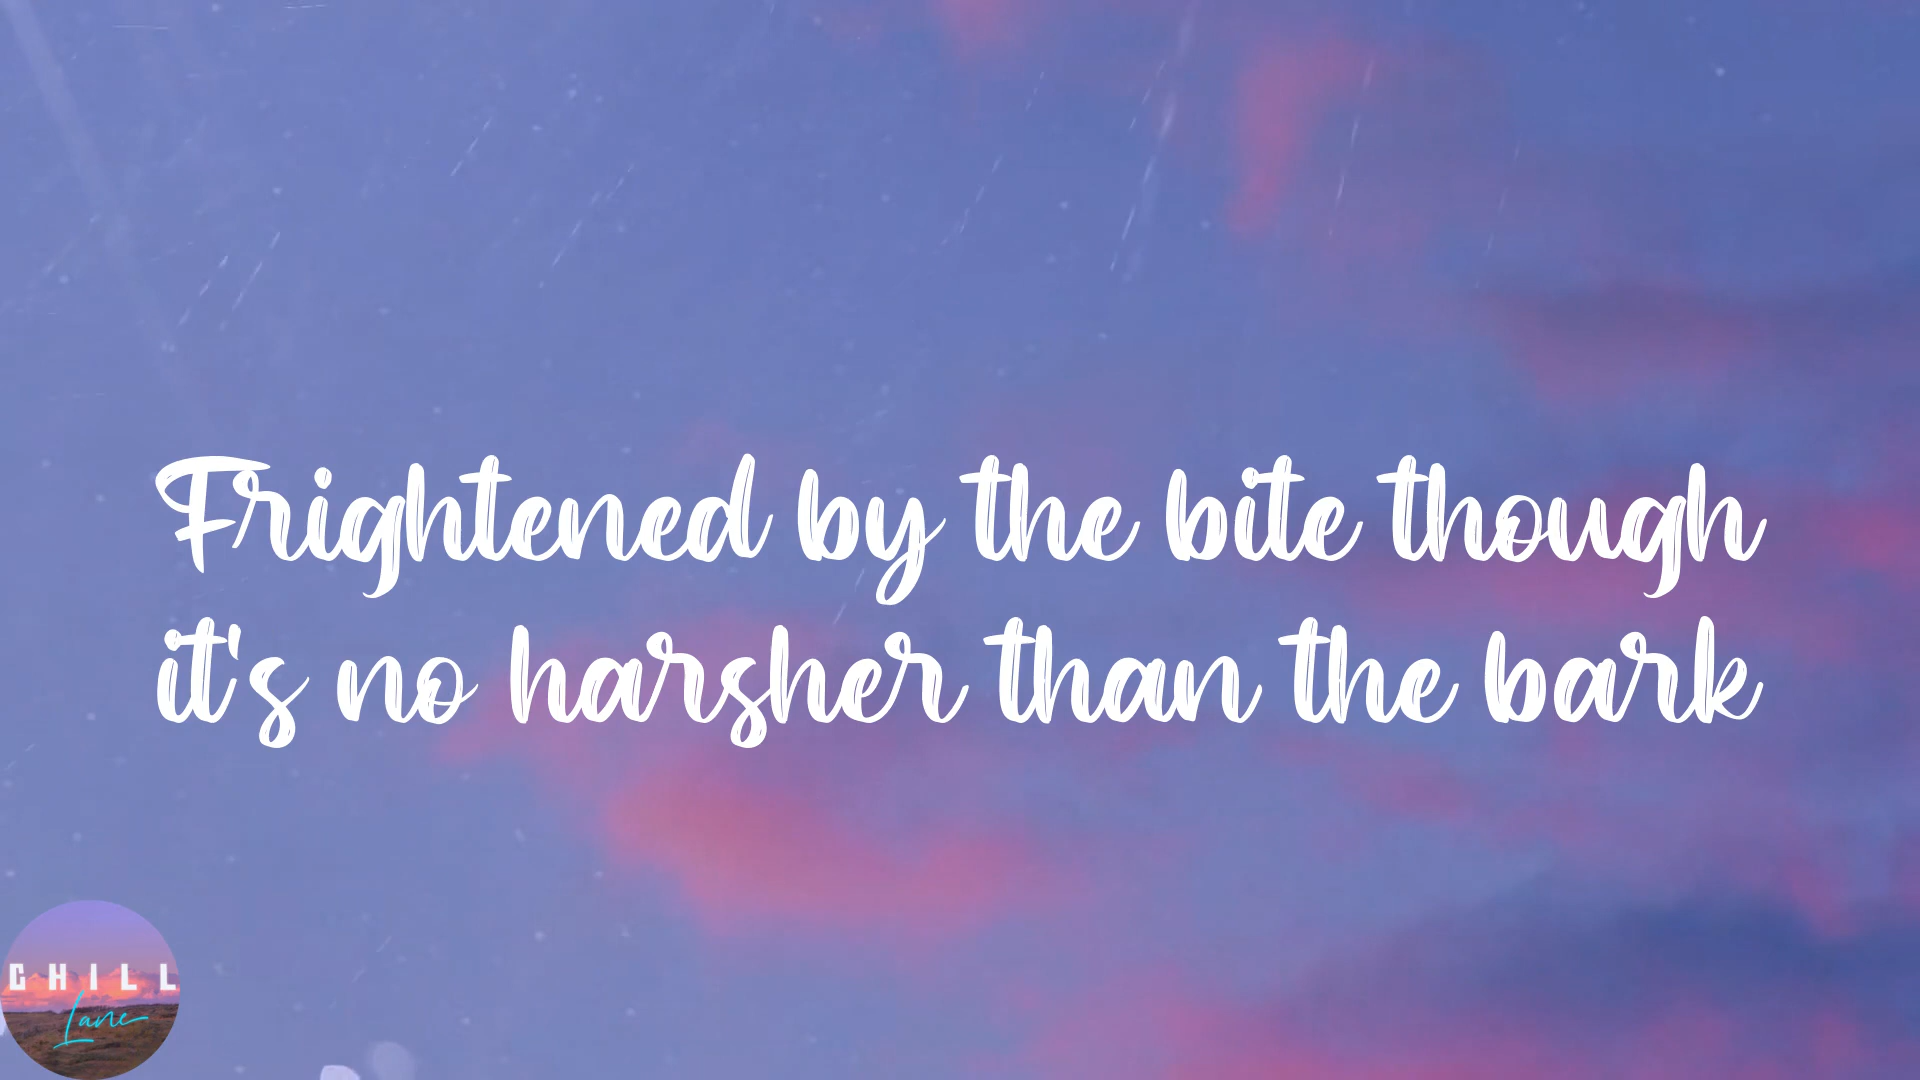 Frightened by the bite though
it's no harsher than the bark
CHILL
Lane